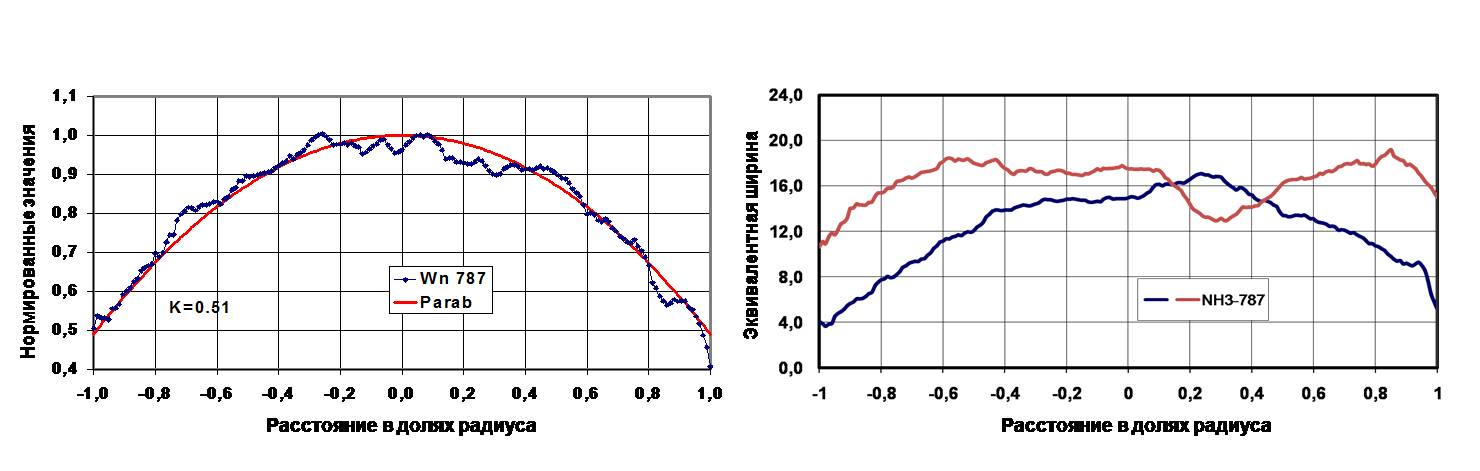 1,1
1,0
0,9
0,8
0,7
0,6
0,5
0,4
Нормированные значения
Wn 787
Parab
K=0.51
-1,0 -0,8 -0,6 -0,4 -0,2 0,0 0,2 0,4 0,6 0,8 1,0
Расстояние в долях радиуса
24,0
20,0
16,0
12,0
8,0
4,0
0,0
Эквивалентная ширина
NH3-787
-1 -0,8 -0,6 -0,4 -0,2 0 0,2 0,4 0,6 0,8 1
Расстояние в долях радиуса